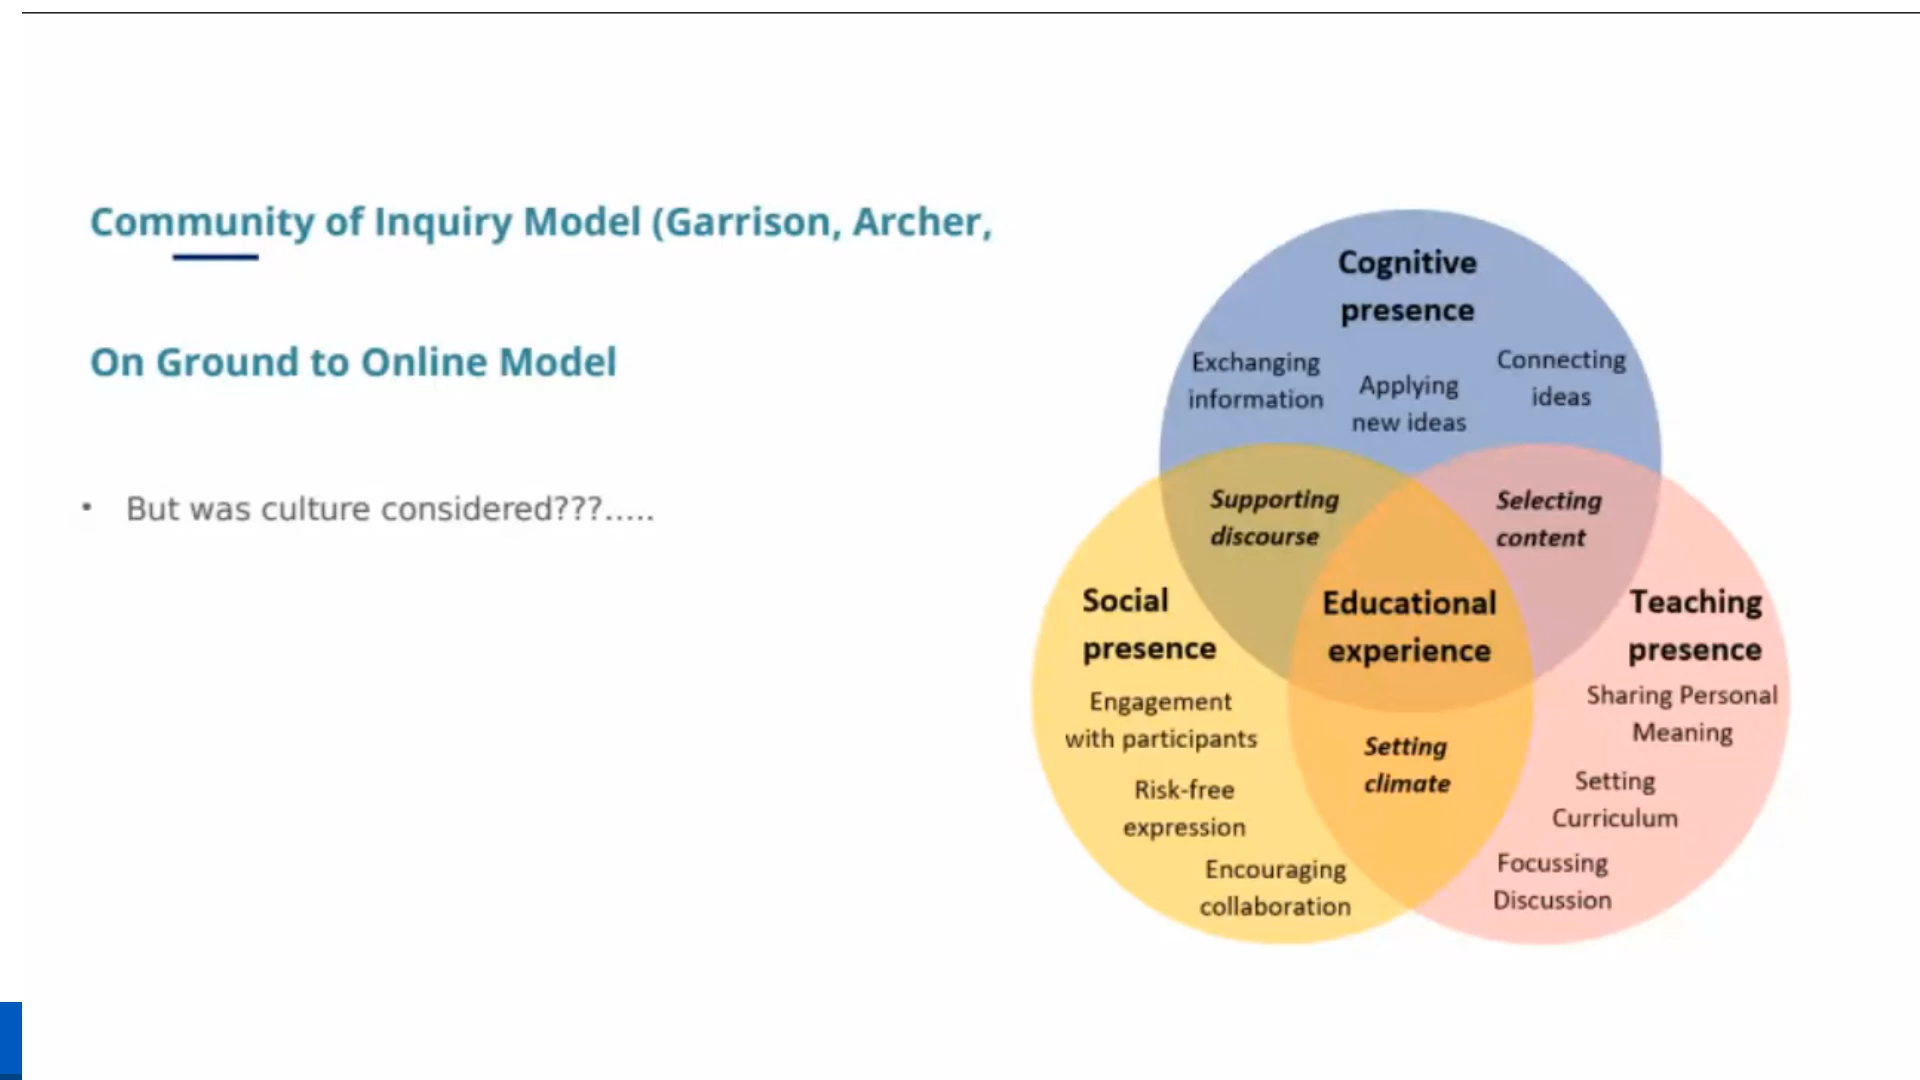 Community of Inquiry Model (Garrison, Archer,
On Ground to Online Model
• But was culture considered???.....
Cognitive
presence
Exchanging
information
Applying
new ideas
Connecting
ideas
Supporting
discourse
Selecting
content
Social
presence
Educational
experience
Teaching
presence
Engagement
with participants
Risk-free
expression
Encouraging
collaboration
Setting
climate
Sharing Personal
Meaning
Setting
Curriculum
Focussing
Discussion